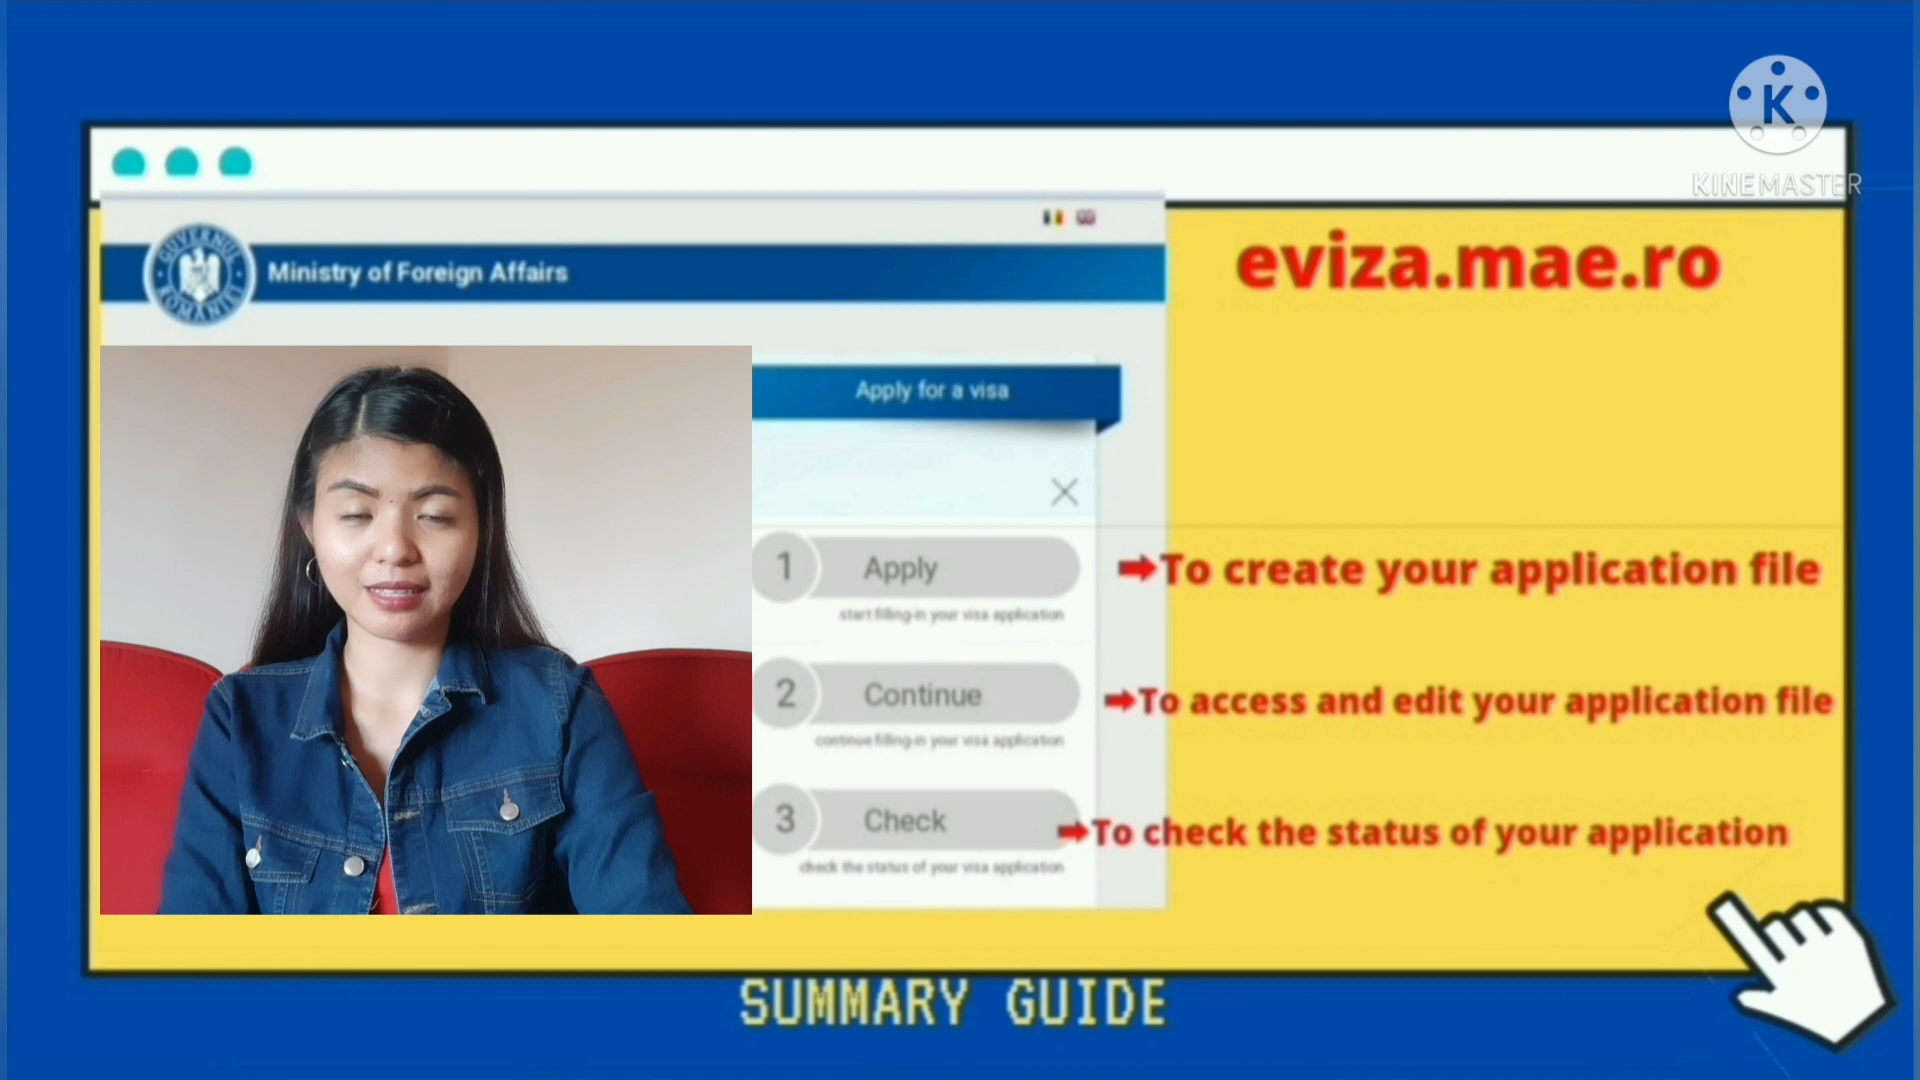 K
KINEMASTER
GUVERNUL ROMÂNIEI
Ministry of Foreign Affairs
eviza.mae.ro
Apply for a visa
1 Apply
start filling-in your visa application
➡To create your application file
2 Continue
continue filling-in your visa application
➡To access and edit your application file
3 Check
check the status of your visa application
➡To check the status of your application
SUMMARY GUIDE